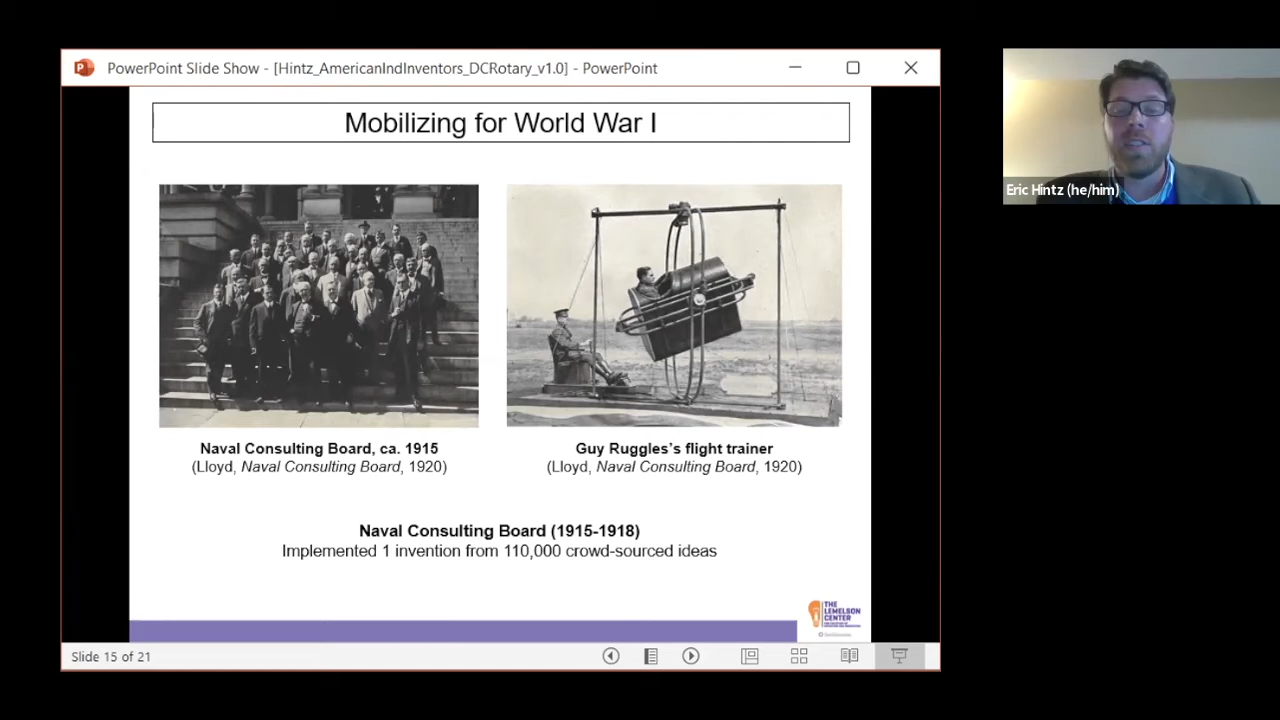 PowerPoint Slide Show - [Hintz_AmericanIndInventors_DCRotary_v1.0] - PowerPoint
Mobilizing for World War I
Naval Consulting Board, ca. 1915
(Lloyd, Naval Consulting Board, 1920)
Guy Ruggles's flight trainer
(Lloyd, Naval Consulting Board, 1920)
Naval Consulting Board (1915-1918)
Implemented 1 invention from 110,000 crowd-sourced ideas
THE
LEMELSON
CENTER
Slide 15 of 21
Eric Hintz (he/him)